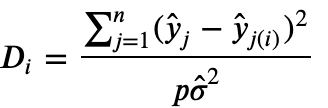 $D_i = \frac{\sum_{j=1}^{n} (\hat{y}_j - \hat{y}_{j(i)})^2}{p\hat{\sigma}^2}$